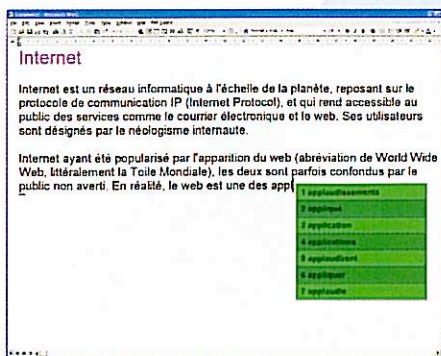 Internet
Internet est un réseau informatique à l'échelle de la planète, reposant sur le
protocole de communication IP (Internet Protocol), et qui rend accessible au
public des services comme le courrier électronique et le web. Ses utilisateurs
sont désignés par le néologisme internaute.
Internet ayant été popularisé par l'apparition du web (abréviation de World Wide
Web, littéralement la Toile Mondiale), les deux sont parfois confondus par le
public non averti. En réalité, le web est une des appl
1 applaudissements
2 appliqué
3 application
4 applications
5 applaudirent
6 appliquer
7 applaudie